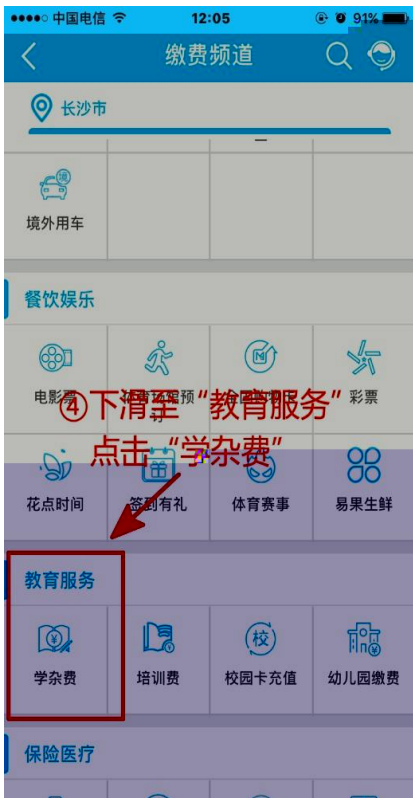 中国电信 12:05 91%
缴费频道
长沙市
境外用车
餐饮娱乐
电影票 彩票
④下滑至“教育服务”
点击“学杂费”
花点时间 签到有礼 体育赛事 易果生鲜
教育服务
学杂费 培训费 校园卡充值 幼儿园缴费
保险医疗